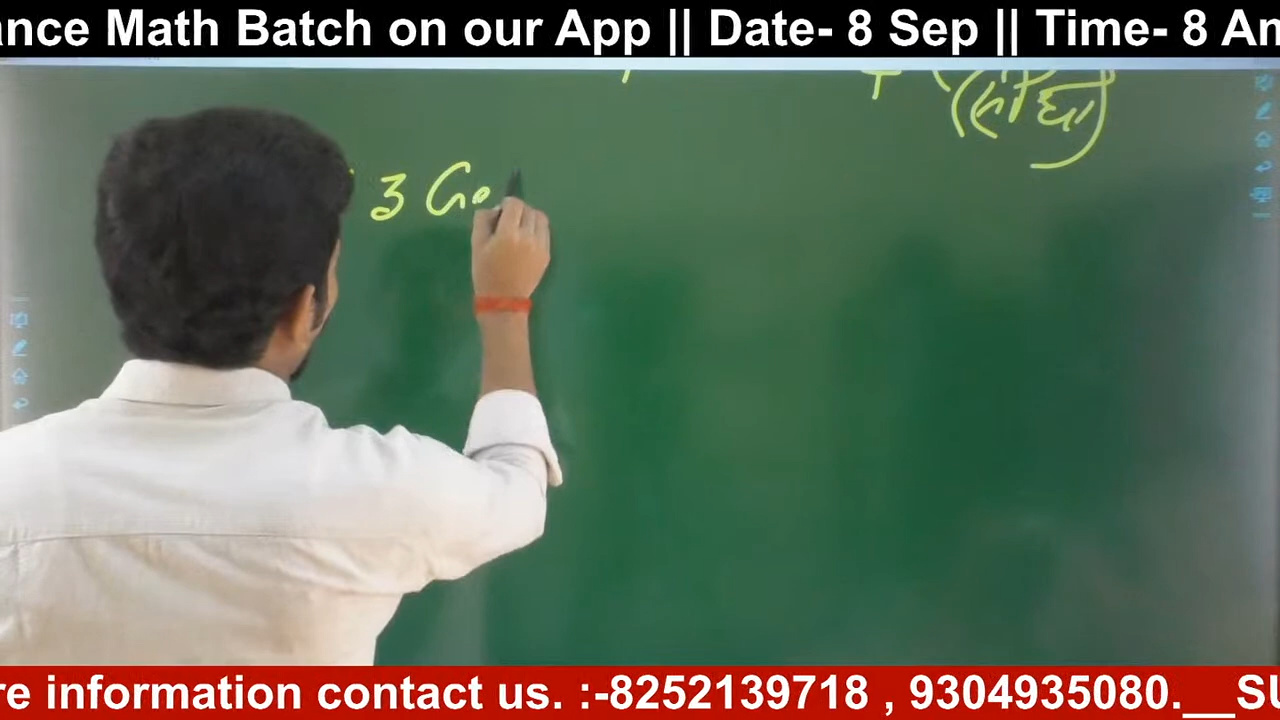 ance Math Batch on our App || Date- 8 Sep || Time- 8 Am
(सीधा)
3 Go
re information contact us. :-8252139718 , 9304935080.__SU